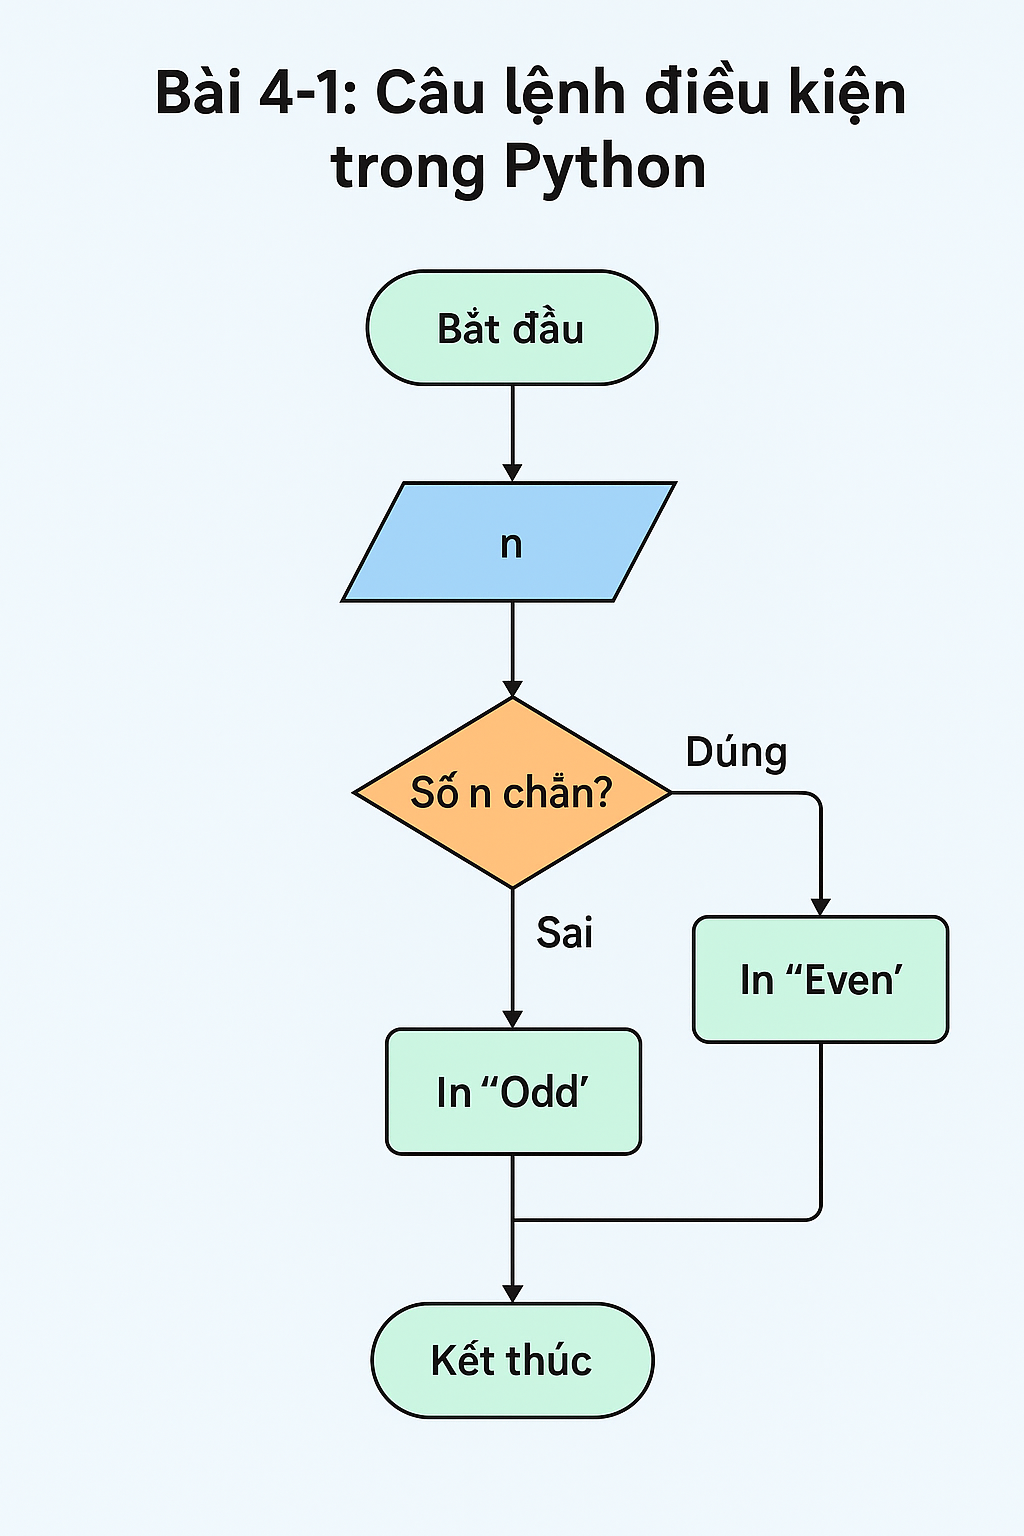 Bài 4-1: Câu lệnh điều kiện
trong Python
Bắt đầu
n
Số n chẵn?
Dúng
Sai
In “Even’
In “Odd’
Kết thúc